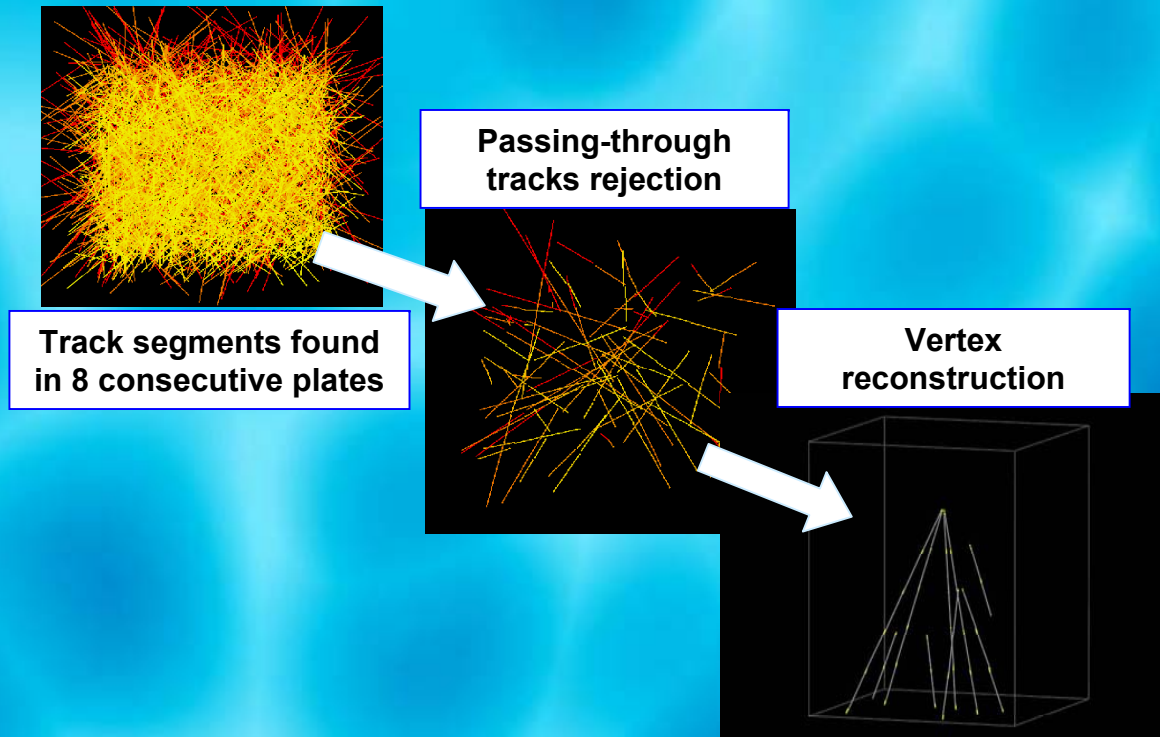 Passing-through
tracks rejection
Track segments found
in 8 consecutive plates
Vertex
reconstruction